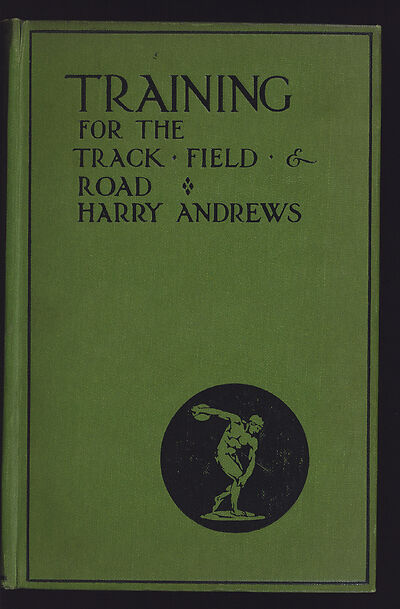 TRAINING
FOR THE
TRACK · FIELD · &
ROAD
HARRY ANDREWS